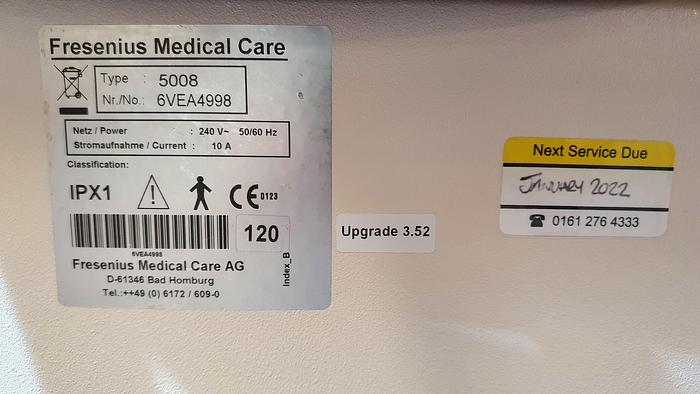 Fresenius Medical Care
Type : 5008
Nr./No.: 6VEA4998
Netz / Power : 240 V~ 50/60 Hz
Stromaufnahme / Current : 10 A
Classification:
IPX1
CE 0123
120
6VEA4998
Index_B
Fresenius Medical Care AG
D-61346 Bad Homburg
Tel.:++49 (0) 6172 / 609-0
Upgrade 3.52
Next Service Due
JANUARY 2022
☎ 0161 276 4333